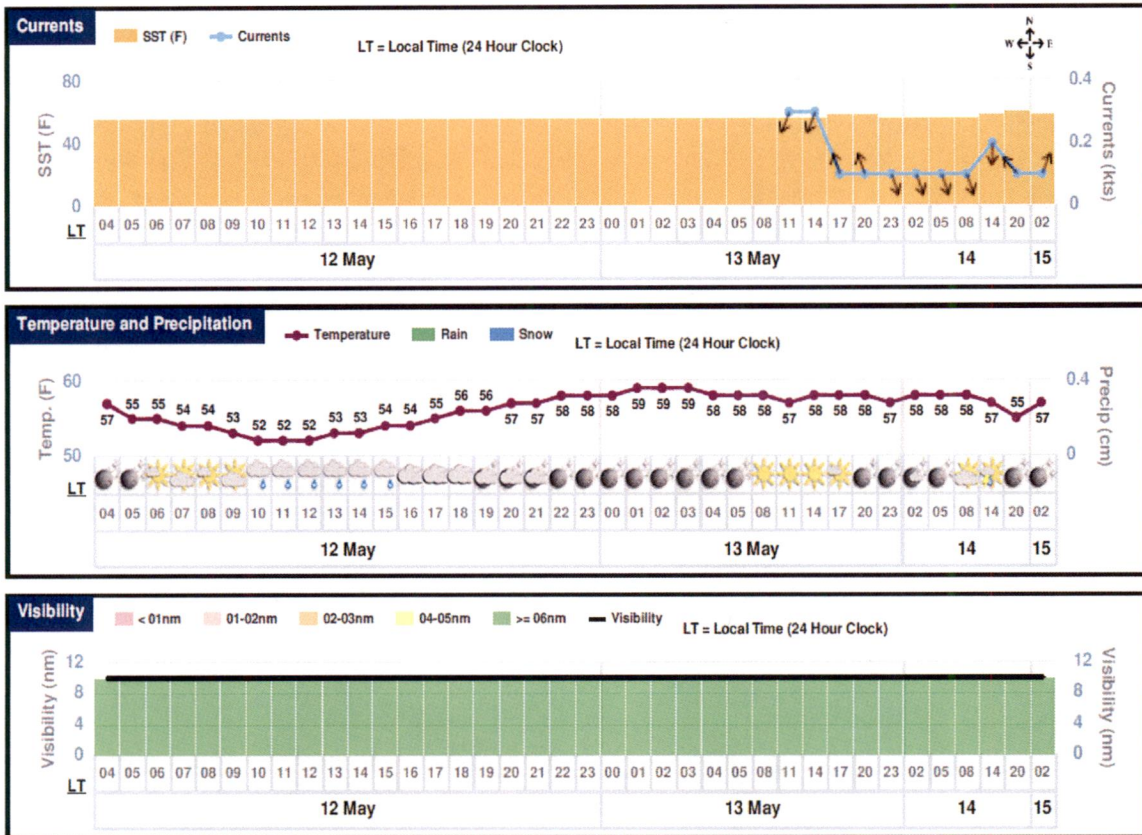 Currents
SST (F) Currents
LT = Local Time (24 Hour Clock)
N
W E
S
80 0.4
SST (F)
40 0.2
Currents (kts)
0 0
LT 04 05 06 07 08 09 10 11 12 13 14 15 16 17 18 19 20 21 22 23 00 01 02 03 04 05 08 11 14 17 20 23 02 05 08 14 20 02
12 May 13 May 14 15
Temperature and Precipitation
Temperature Rain Snow
LT = Local Time (24 Hour Clock)
60 0.4
Temp. (F)
Precip (cm)
57 55 55 54 54 53 52 52 52 53 53 54 54 55 56 56 57 57 58 58 58 59 59 59 58 58 58 57 58 58 58 57 58 58 58 57 55 57
50 0
LT 04 05 06 07 08 09 10 11 12 13 14 15 16 17 18 19 20 21 22 23 00 01 02 03 04 05 08 11 14 17 20 23 02 05 08 14 20 02
12 May 13 May 14 15
Visibility
< 01nm 01-02nm 02-03nm 04-05nm >= 06nm Visibility
LT = Local Time (24 Hour Clock)
12 12
Visibility (nm)
8 8
4 4
0 0
Visibility (nm)
LT 04 05 06 07 08 09 10 11 12 13 14 15 16 17 18 19 20 21 22 23 00 01 02 03 04 05 08 11 14 17 20 23 02 05 08 14 20 02
12 May 13 May 14 15